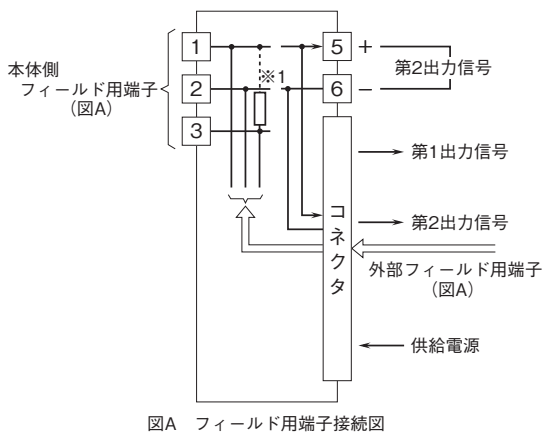 本体側
フィールド用端子
（図A）
1
2
3
※1
5
＋
6
−
第2出力信号
コネクタ
第1出力信号
第2出力信号
外部フィールド用端子
（図A）
供給電源
図A　フィールド用端子接続図